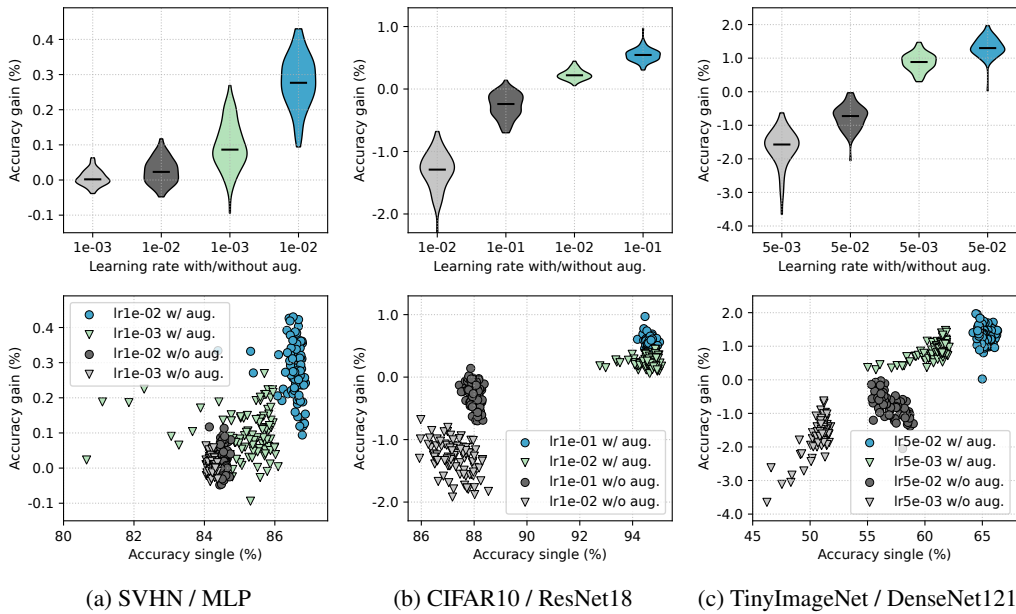 Accuracy gain (%)
0.4
0.3
0.2
0.1
0.0
-0.1
1e-03
1e-02
1e-03
1e-02
Learning rate with/without aug.
Accuracy gain (%)
1.0
0.0
-1.0
-2.0
1e-02
1e-01
1e-02
1e-01
Learning rate with/without aug.
Accuracy gain (%)
2.0
1.0
0.0
-1.0
-2.0
-3.0
-4.0
5e-03
5e-02
5e-03
5e-02
Learning rate with/without aug.
Accuracy gain (%)
0.4
0.3
0.2
0.1
0.0
-0.1
lr1e-02 w/ aug.
lr1e-03 w/ aug.
lr1e-02 w/o aug.
lr1e-03 w/o aug.
80
82
84
86
Accuracy single (%)
Accuracy gain (%)
1.0
0.0
-1.0
-2.0
lr1e-01 w/ aug.
lr1e-02 w/ aug.
lr1e-01 w/o aug.
lr1e-02 w/o aug.
86
88
90
92
94
Accuracy single (%)
Accuracy gain (%)
2.0
1.0
0.0
-1.0
-2.0
-3.0
-4.0
lr5e-02 w/ aug.
lr5e-03 w/ aug.
lr5e-02 w/o aug.
lr5e-03 w/o aug.
45
50
55
60
65
Accuracy single (%)
(a) SVHN / MLP
(b) CIFAR10 / ResNet18
(c) TinyImageNet / DenseNet121